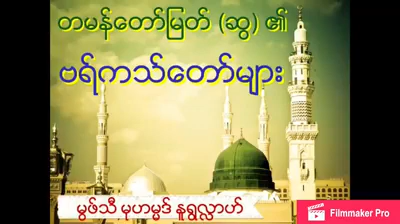 တမန်တော်မြတ် (ဆွ) ၏
ဗရ်ကသ်တော်များ
မွဖ်သီ မုဟမ္မဒ် နူရွလ္လာဟ်
Filmmaker Pro